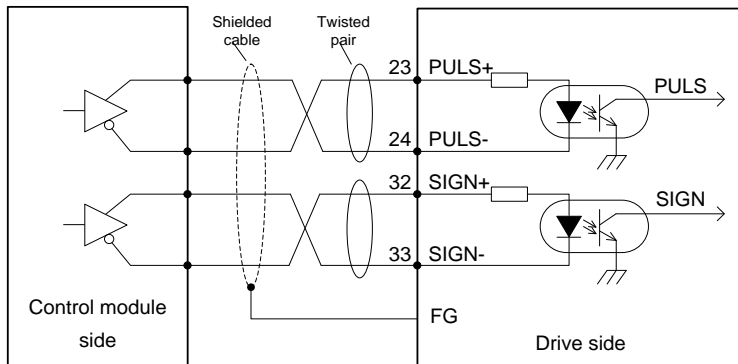 Shielded
cable
Twisted
pair
23 PULS+
PULS
24 PULS-
32 SIGN+
SIGN
33 SIGN-
FG
Control module
side
Drive side